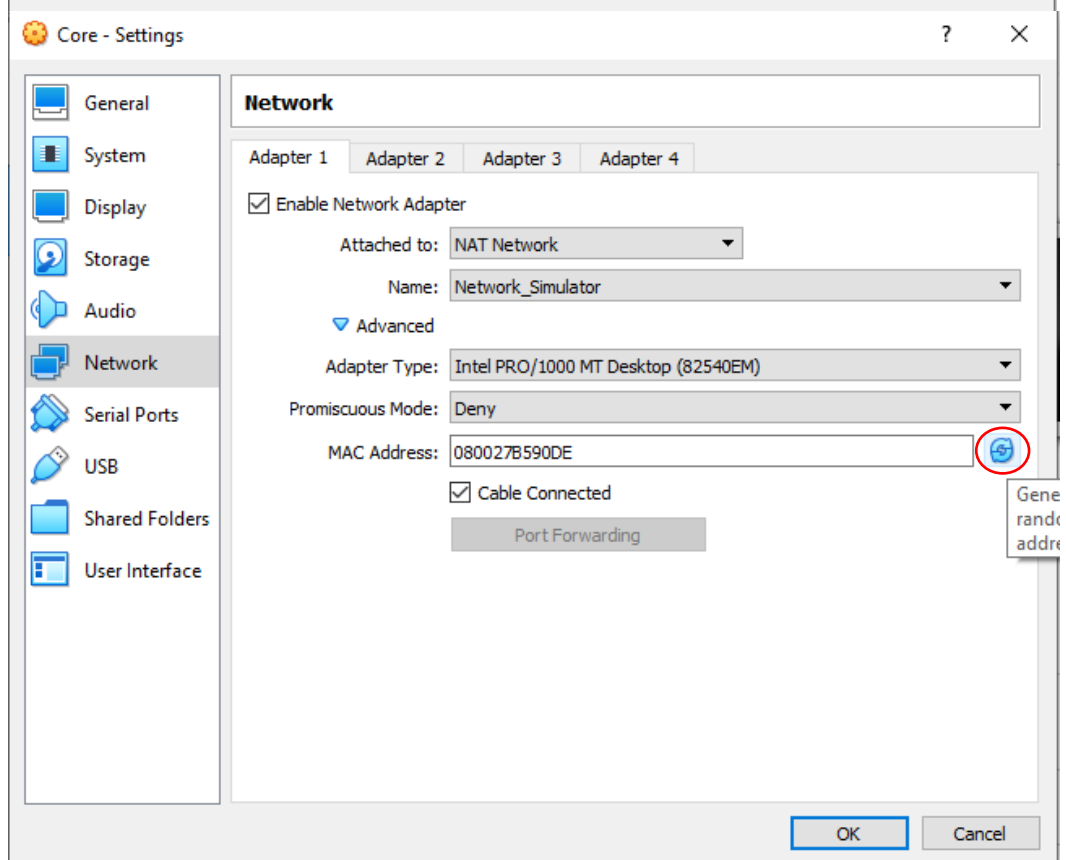 Core - Settings ?
General
System
Display
Storage
Audio
Network
Serial Ports
USB
Shared Folders
User Interface
Network
Adapter 1 Adapter 2 Adapter 3 Adapter 4
Enable Network Adapter
Attached to: NAT Network
Name: Network_Simulator
Advanced
Adapter Type: Intel PRO/1000 MT Desktop (82540EM)
Promiscuous Mode: Deny
MAC Address: 080027B590DE
Cable Connected
Port Forwarding
Gene
rando
addre
OK Cancel